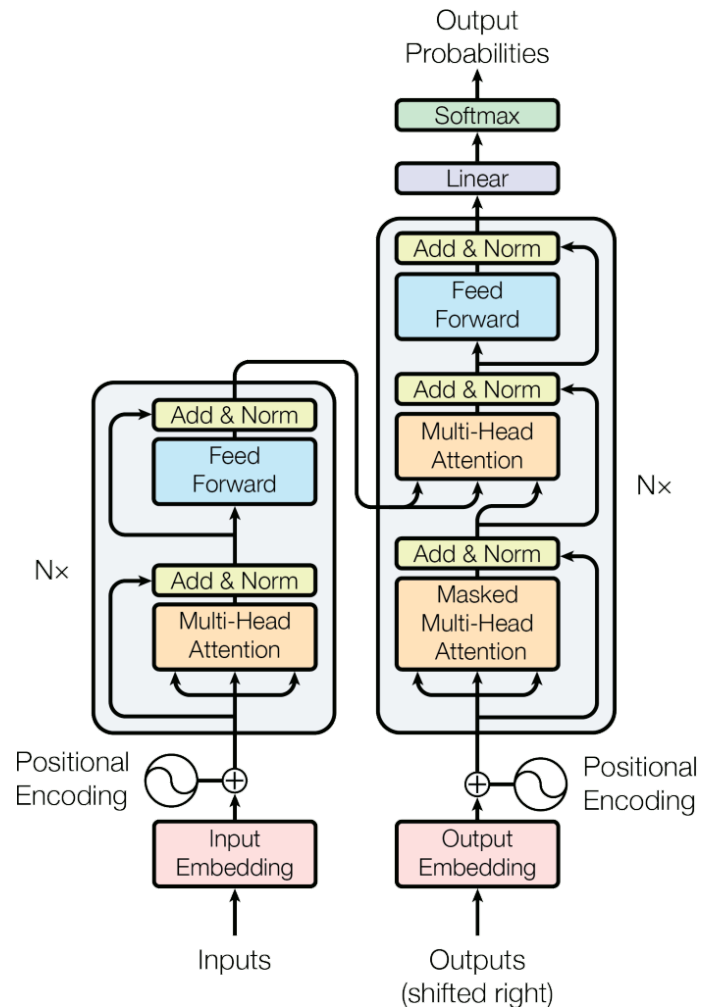 Output
Probabilities
Softmax
Linear
Add & Norm
Feed
Forward
Add & Norm
Multi-Head
Attention
Add & Norm
Masked
Multi-Head
Attention
Nx
Add & Norm
Feed
Forward
Add & Norm
Multi-Head
Attention
Nx
Positional
Encoding
Positional
Encoding
Input
Embedding
Output
Embedding
Inputs
Outputs
(shifted right)